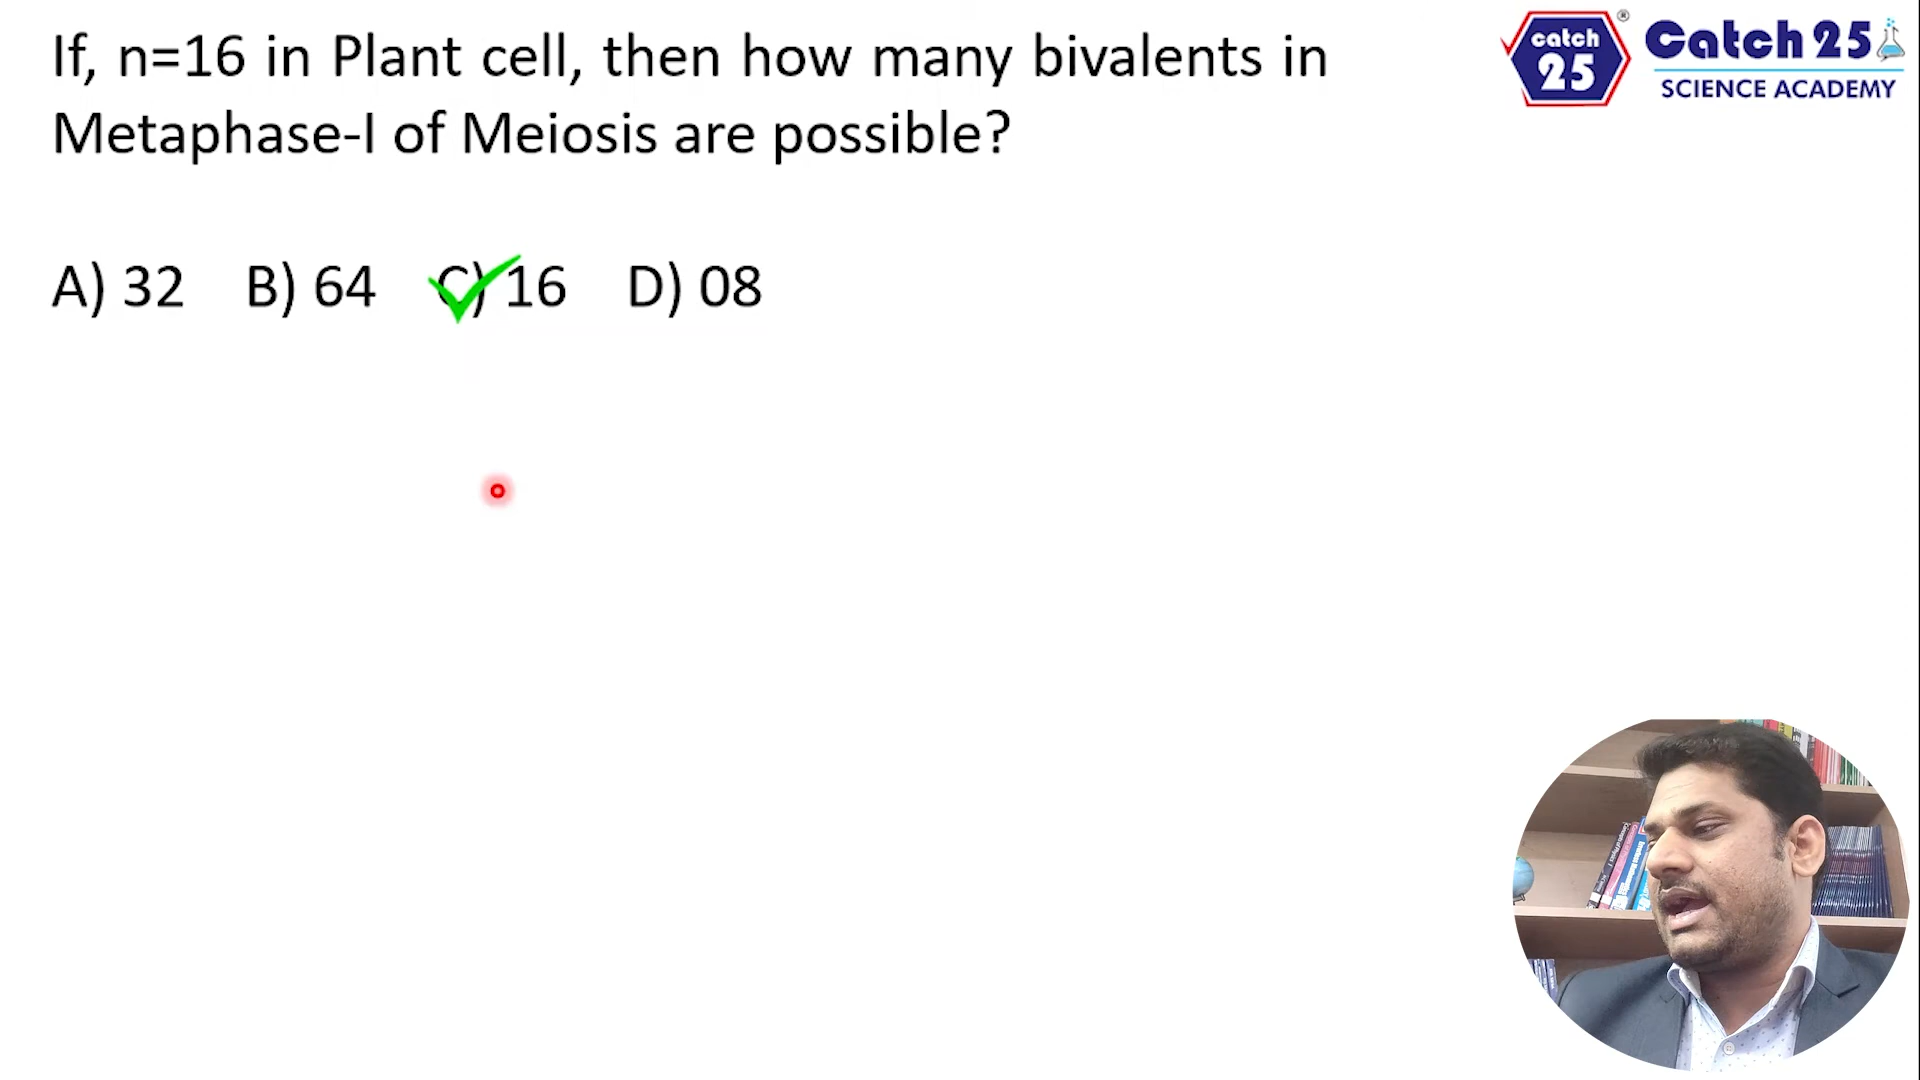 If, n=16 in Plant cell, then how many bivalents in
Metaphase-I of Meiosis are possible?
A) 32 B) 64 C) 16 D) 08
catch
25
®
Catch 25
SCIENCE ACADEMY